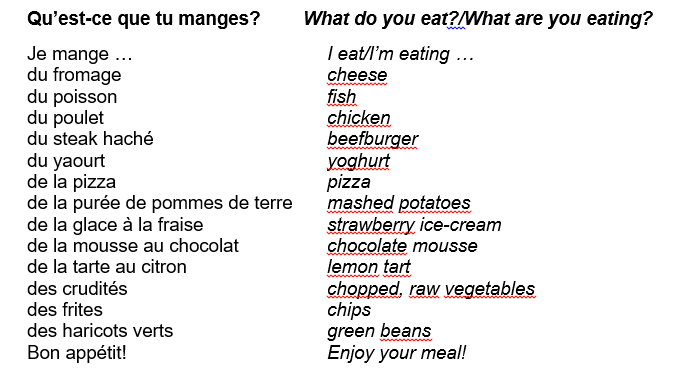 Qu'est-ce que tu manges? What do you eat?/What are you eating?
Je mange … I eat/I'm eating …
du fromage cheese
du poisson fish
du poulet chicken
du steak haché beefburger
du yaourt yoghurt
de la pizza pizza
de la purée de pommes de terre mashed potatoes
de la glace à la fraise strawberry ice-cream
de la mousse au chocolat chocolate mousse
de la tarte au citron lemon tart
des crudités chopped, raw vegetables
des frites chips
des haricots verts green beans
Bon appétit! Enjoy your meal!